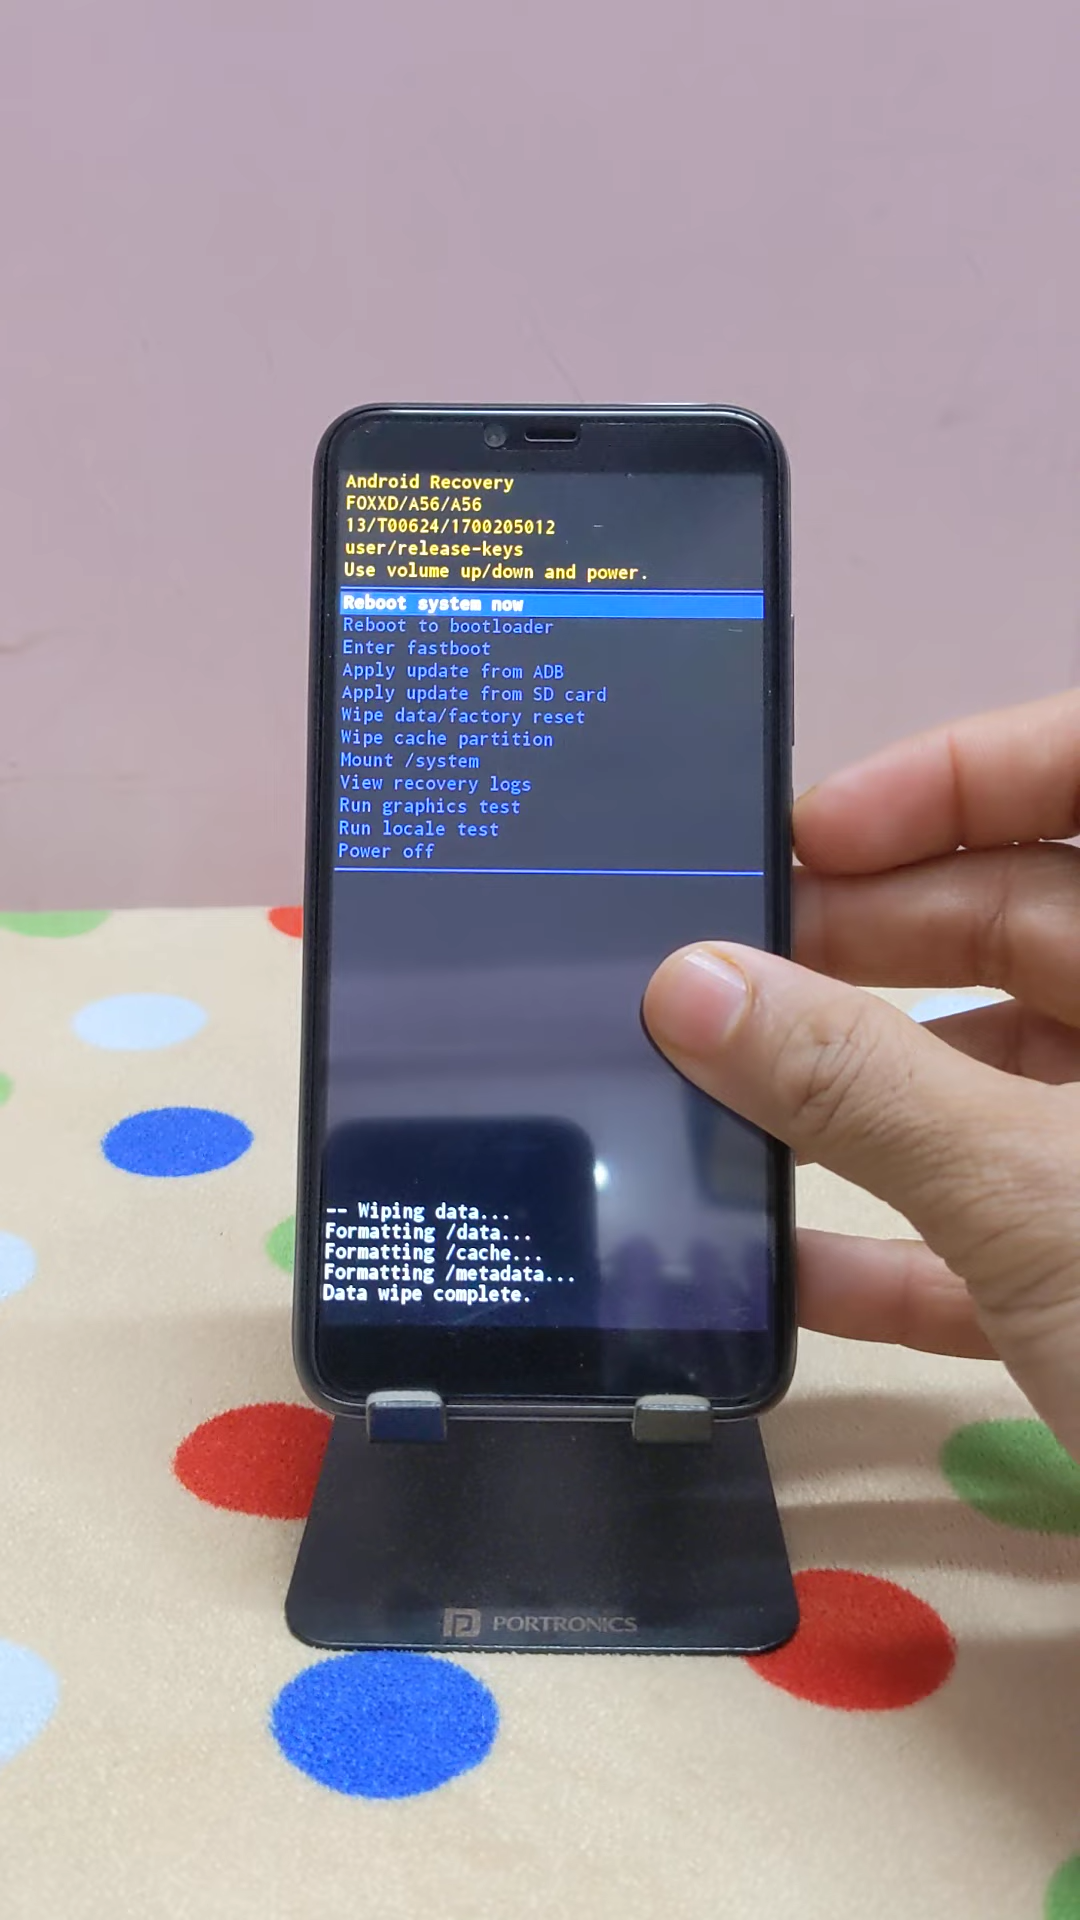 Android Recovery
FOXXD/A56/A56
13/T00624/1700205012
user/release-keys
Use volume up/down and power.
Reboot system now
Reboot to bootloader
Enter fastboot
Apply update from ADB
Apply update from SD card
Wipe data/factory reset
Wipe cache partition
Mount /system
View recovery logs
Run graphics test
Run locale test
Power off
-- Wiping data...
Formatting /data...
Formatting /cache...
Formatting /metadata...
Data wipe complete.
PORTRONICS